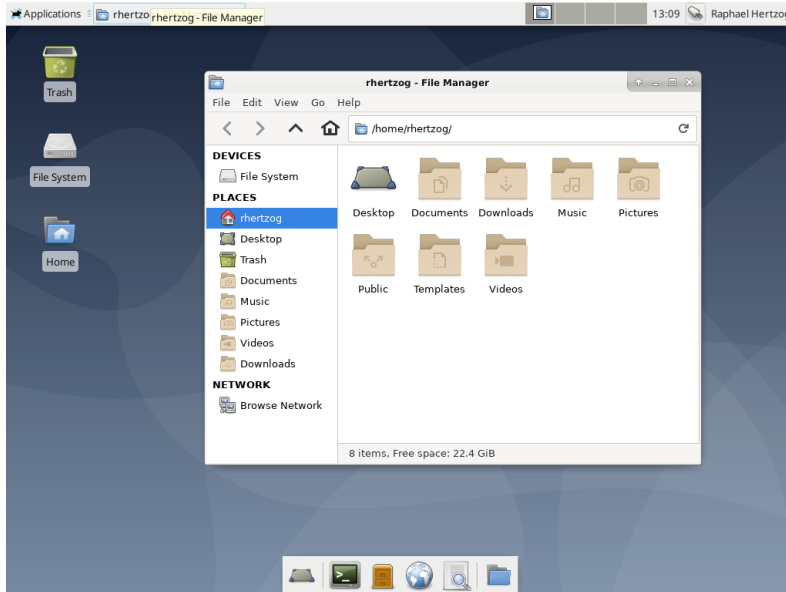 Applications
rhertzo
rhertzog - File Manager
13:09
Raphael Hertzog
Trash
File System
Home
rhertzog - File Manager
File Edit View Go Help
/home/rhertzog/
DEVICES
File System
PLACES
rhertzog
Desktop
Trash
Documents
Music
Pictures
Videos
Downloads
NETWORK
Browse Network
Desktop Documents Downloads Music Pictures
Public Templates Videos
8 items, Free space: 22.4 GiB